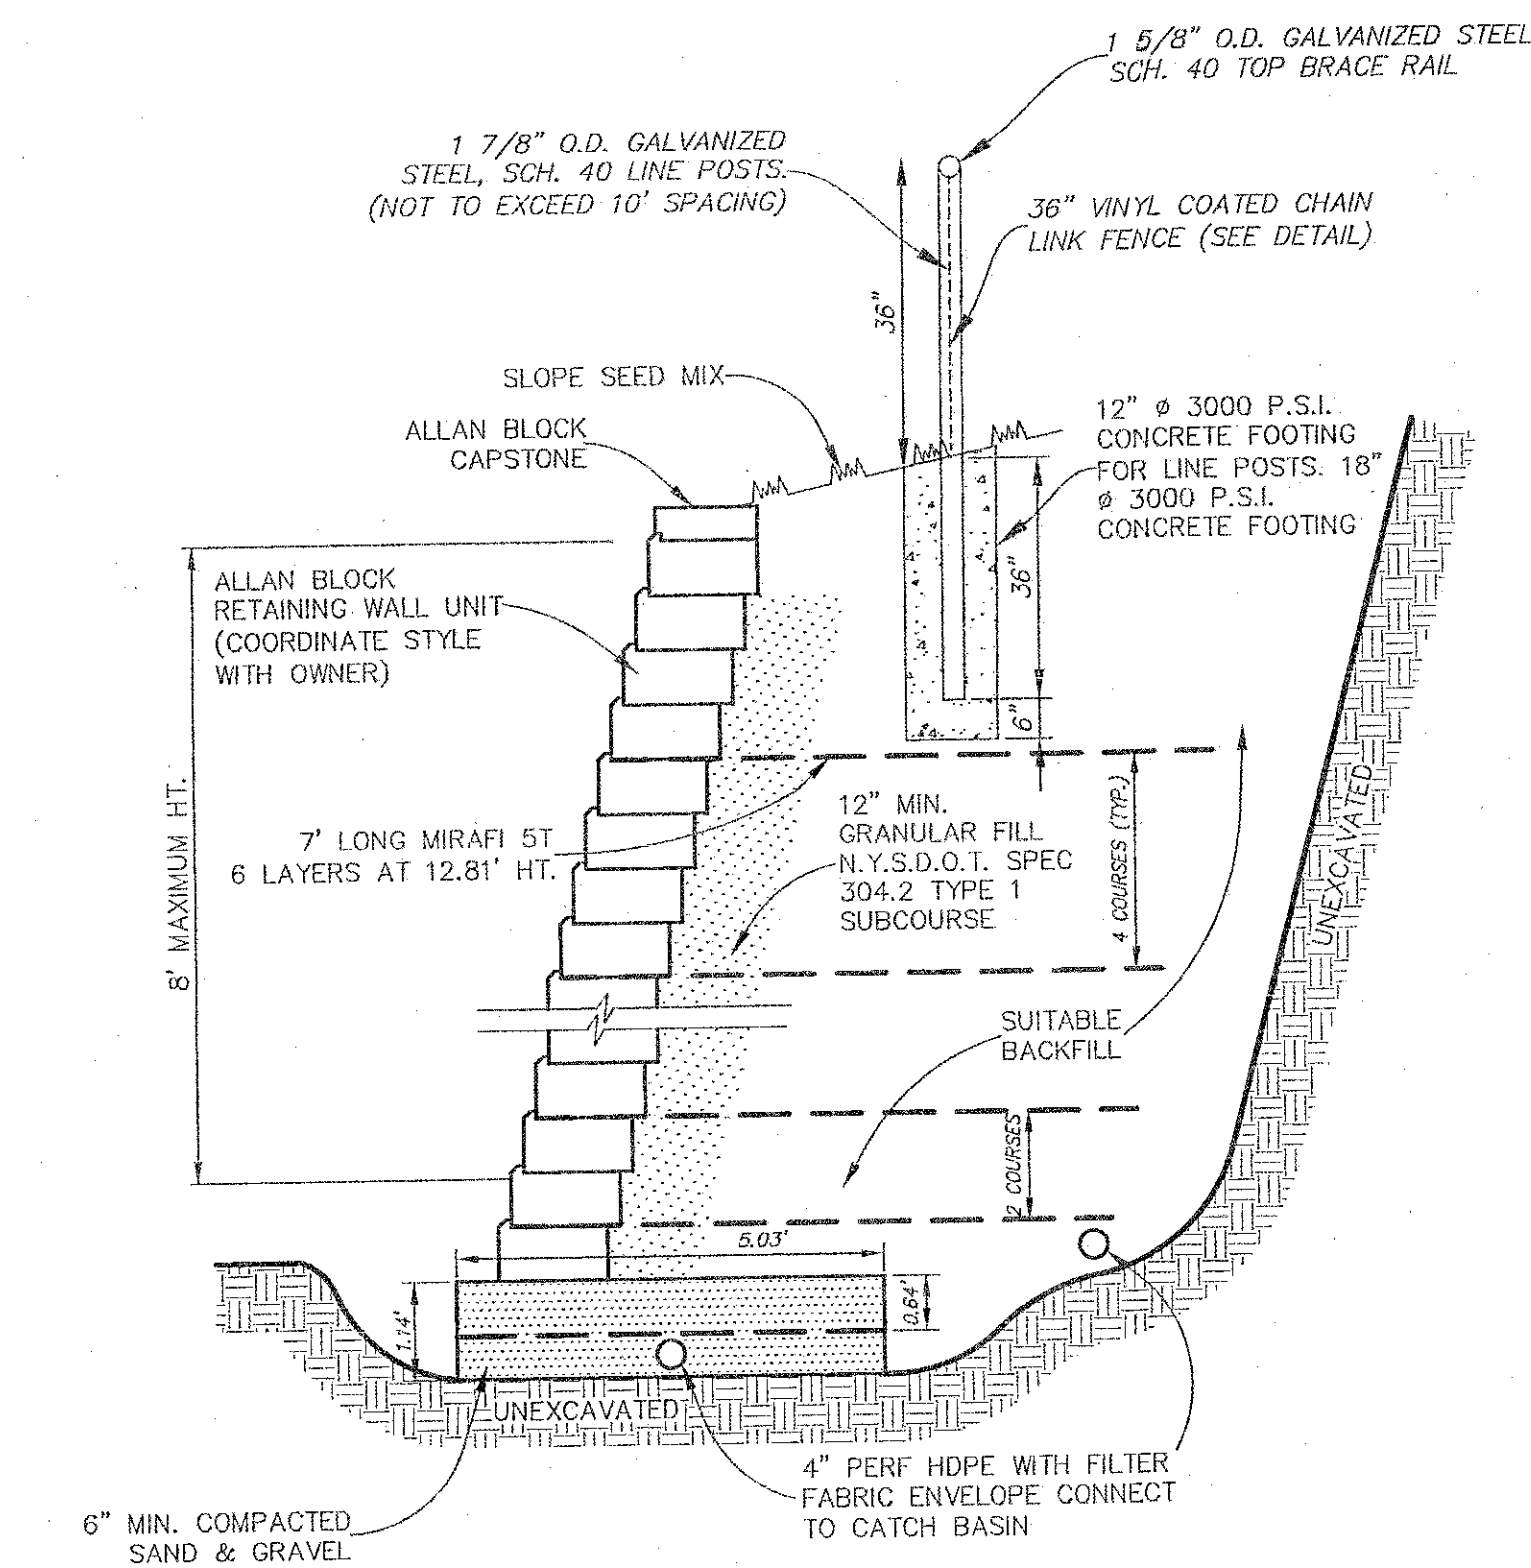 1 5/8" O.D. GALVANIZED STEEL
SCH. 40 TOP BRACE RAIL
1 7/8" O.D. GALVANIZED
STEEL, SCH. 40 LINE POSTS.
(NOT TO EXCEED 10' SPACING)
36" VINYL COATED CHAIN
LINK FENCE (SEE DETAIL)
36"
SLOPE SEED MIX
ALLAN BLOCK
CAPSTONE
12" ø 3000 P.S.I.
CONCRETE FOOTING
FOR LINE POSTS. 18"
ø 3000 P.S.I.
CONCRETE FOOTING
36"
6"
ALLAN BLOCK
RETAINING WALL UNIT
(COORDINATE STYLE
WITH OWNER)
8' MAXIMUM HT.
7' LONG MIRAFI 5T
6 LAYERS AT 12.81' HT.
12" MIN.
GRANULAR FILL
N.Y.S.D.O.T. SPEC
304.2 TYPE 1
SUBCOURSE
4 COURSES (TYP.)
UNEXCAVATED
SUITABLE
BACKFILL
2 COURSES
5.03'
1.14'
0.64'
UNEXCAVATED
4" PERF HDPE WITH FILTER
FABRIC ENVELOPE CONNECT
TO CATCH BASIN
6" MIN. COMPACTED
SAND & GRAVEL